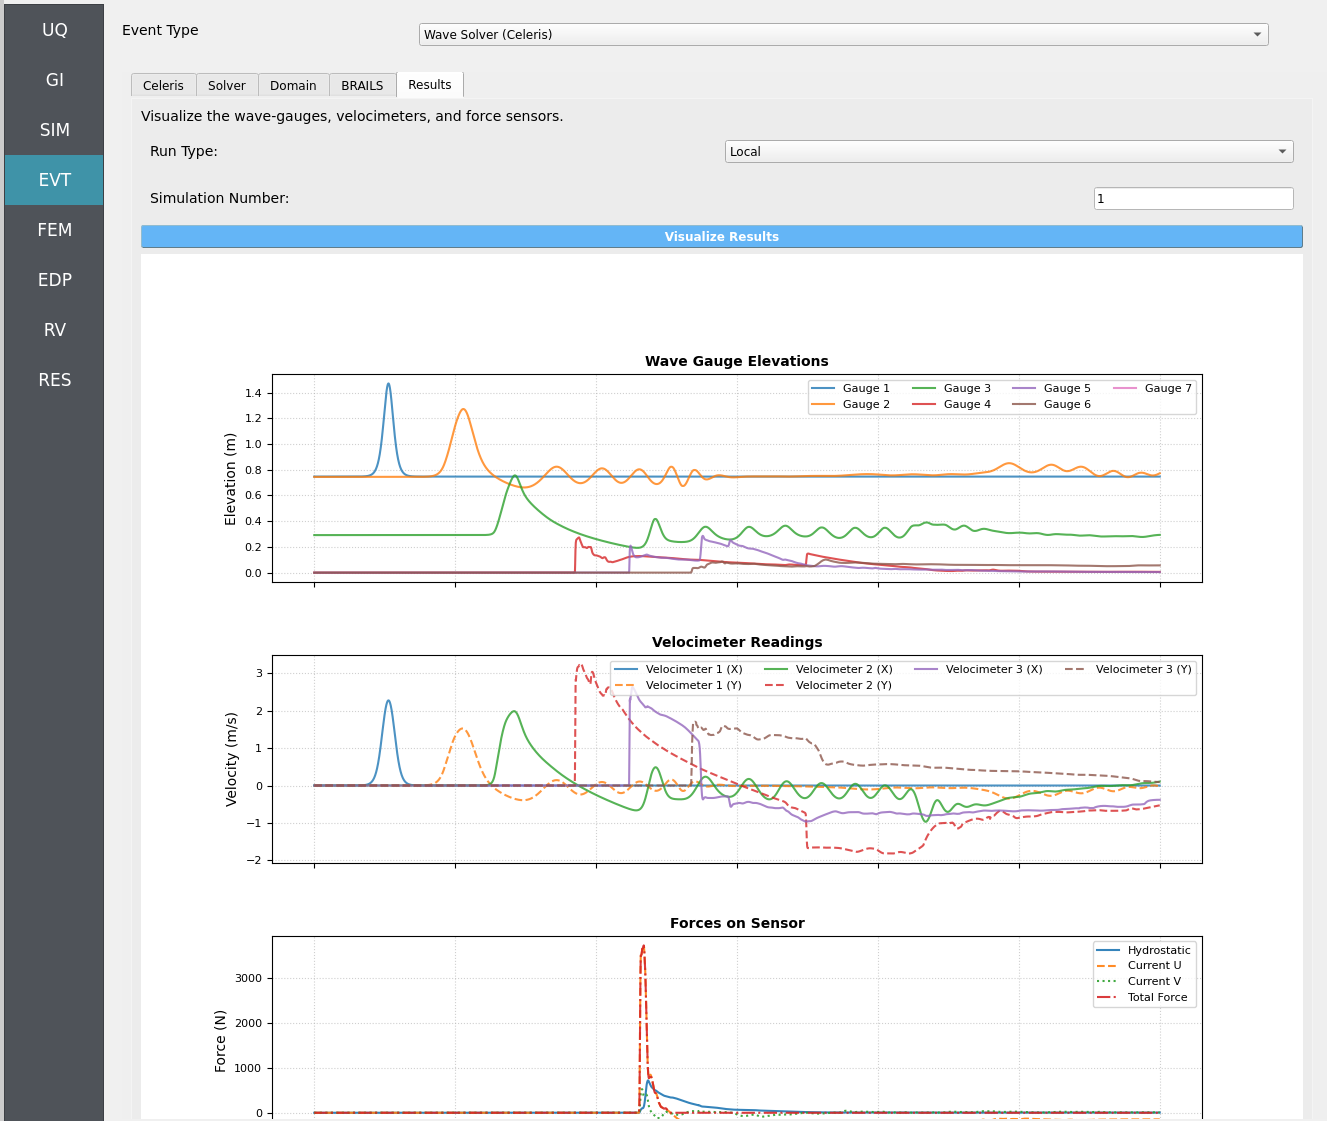 UQ
GI
SIM
EVT
FEM
EDP
RV
RES
Event Type
Wave Solver (Celeris)
Celeris Solver Domain BRAILS Results
Visualize the wave-gauges, velocimeters, and force sensors.
Run Type:
Local
Simulation Number:
1
Visualize Results
Wave Gauge Elevations
Elevation (m)
1.4
1.2
1.0
0.8
0.6
0.4
0.2
0.0
Gauge 1 Gauge 3 Gauge 5 Gauge 7
Gauge 2 Gauge 4 Gauge 6
Velocimeter Readings
Velocity (m/s)
3
2
1
0
−1
−2
Velocimeter 1 (X) Velocimeter 2 (X) Velocimeter 3 (X) Velocimeter 3 (Y)
Velocimeter 1 (Y) Velocimeter 2 (Y)
Forces on Sensor
Force (N)
3000
2000
1000
0
Hydrostatic
Current U
Current V
Total Force